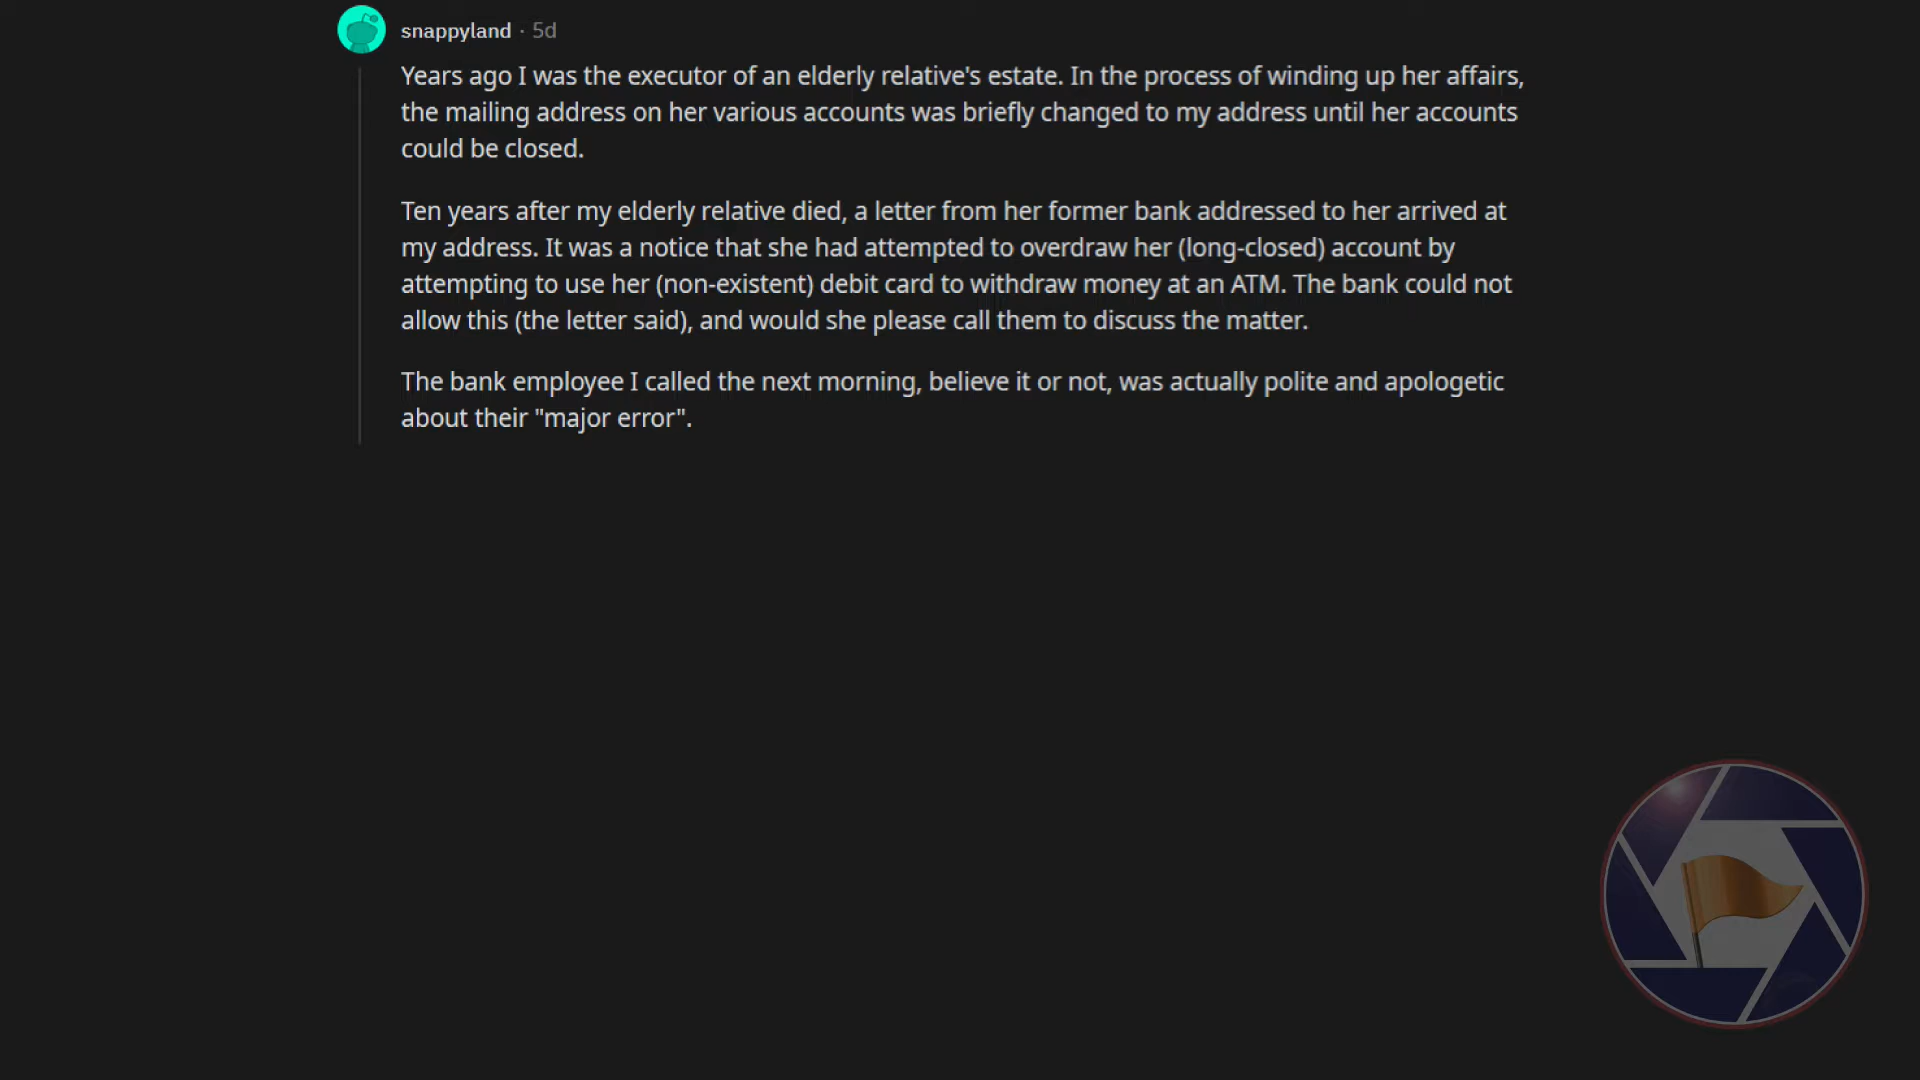 snappyland · 5d
Years ago I was the executor of an elderly relative's estate. In the process of winding up her affairs,
the mailing address on her various accounts was briefly changed to my address until her accounts
could be closed.
Ten years after my elderly relative died, a letter from her former bank addressed to her arrived at
my address. It was a notice that she had attempted to overdraw her (long-closed) account by
attempting to use her (non-existent) debit card to withdraw money at an ATM. The bank could not
allow this (the letter said), and would she please call them to discuss the matter.
The bank employee I called the next morning, believe it or not, was actually polite and apologetic
about their "major error".